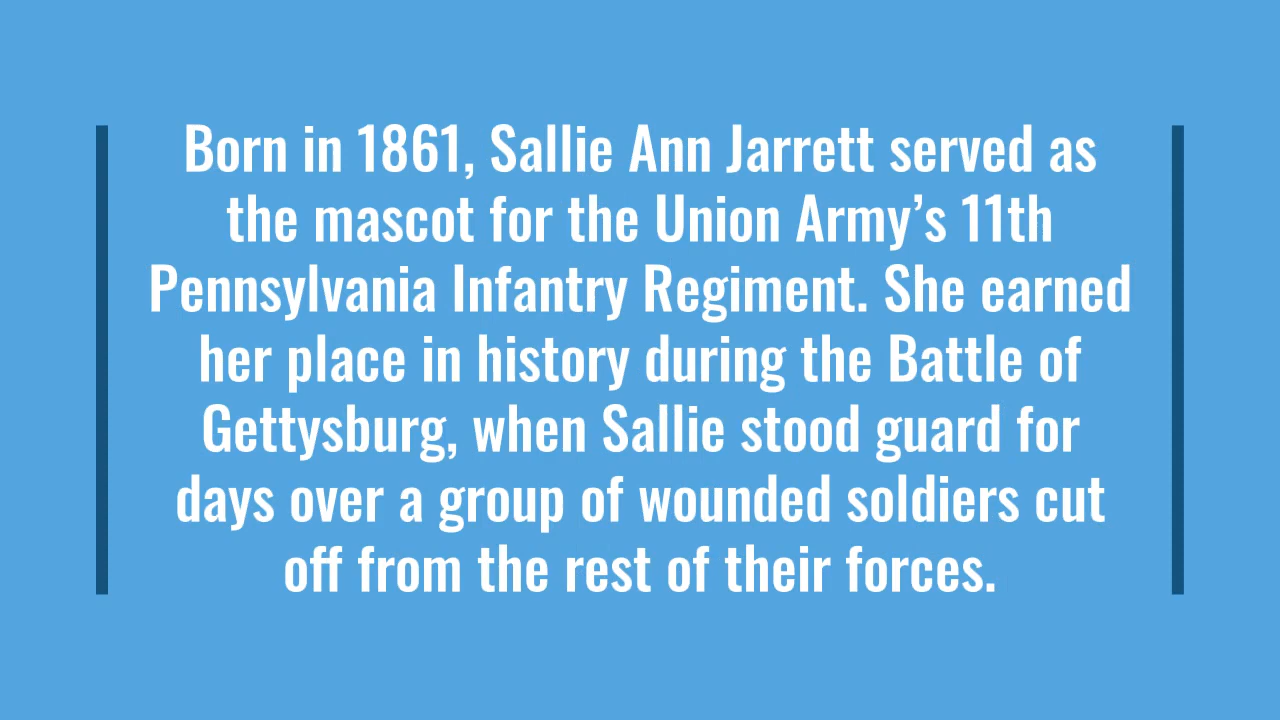 Born in 1861, Sallie Ann Jarrett served as
the mascot for the Union Army’s 11th
Pennsylvania Infantry Regiment. She earned
her place in history during the Battle of
Gettysburg, when Sallie stood guard for
days over a group of wounded soldiers cut
off from the rest of their forces.